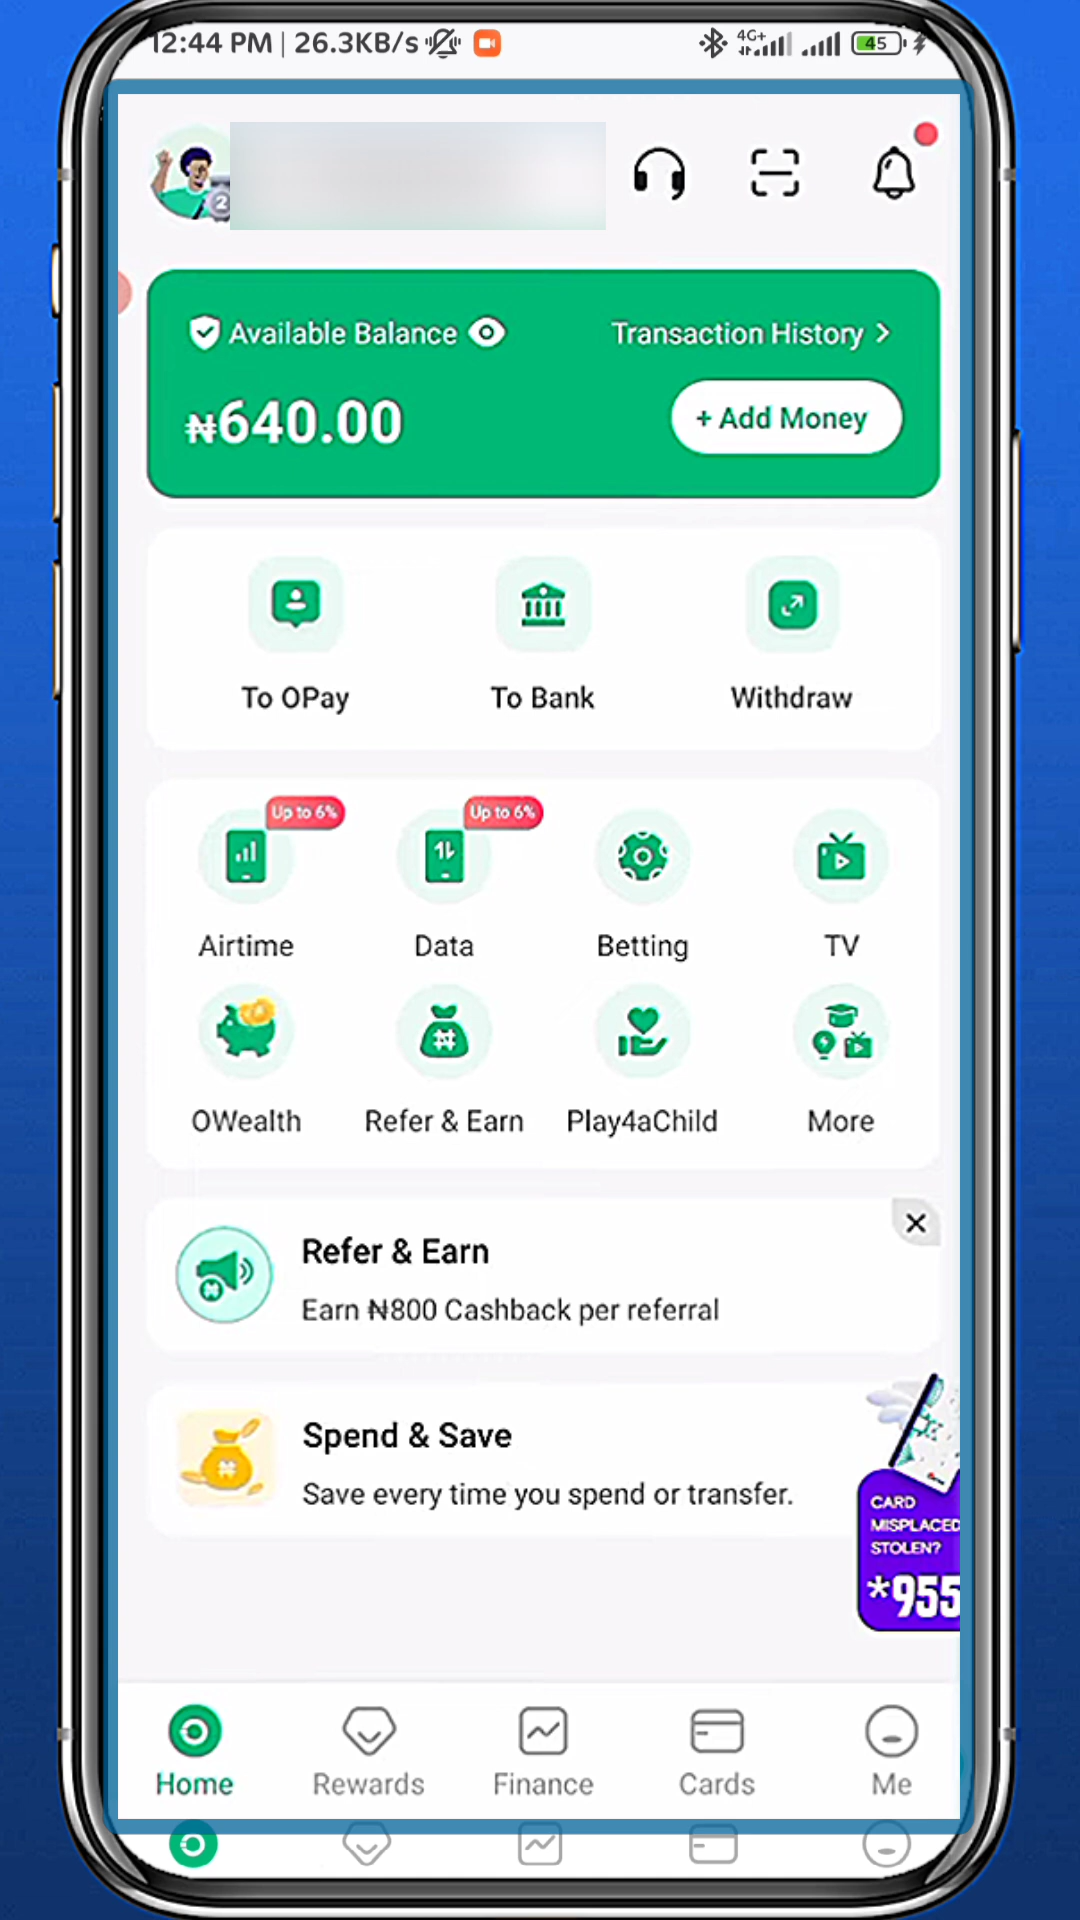 12:44 PM | 26.3KB/s
4G+
45
2
Available Balance
Transaction History >
₦640.00
+ Add Money
To OPay
To Bank
Withdraw
Up to 6%
Up to 6%
Airtime
Data
Betting
TV
OWealth
Refer & Earn
Play4aChild
More
Refer & Earn
Earn ₦800 Cashback per referral
Spend & Save
Save every time you spend or transfer.
CARD
MISPLACED
STOLEN?
*955
Home
Rewards
Finance
Cards
Me